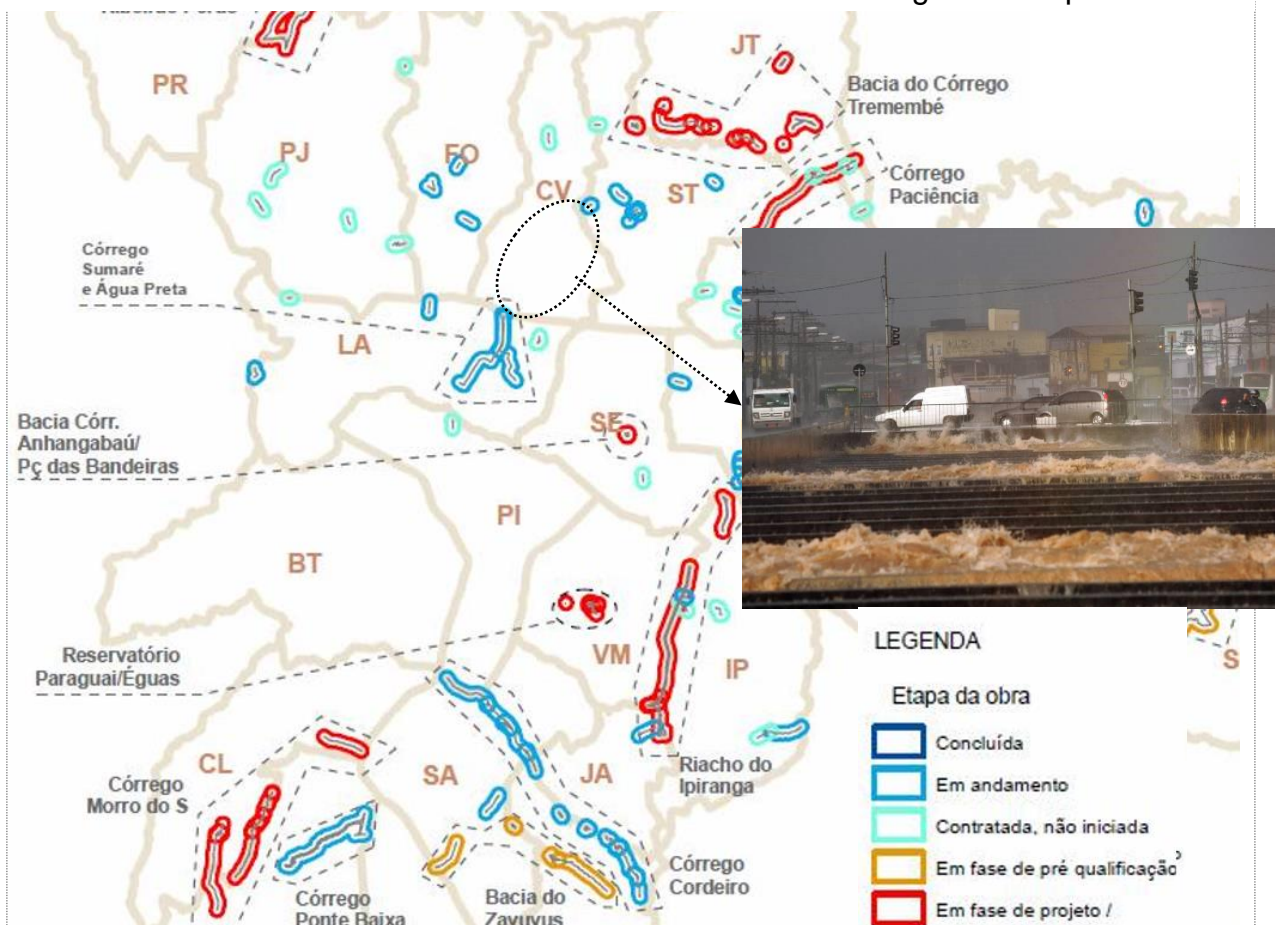 JT
PR
Bacia do Córrego
Tremembé
PJ
FO
CV
ST
Córrego
Paciência
Córrego
Sumaré
e Água Preta
LA
SE
Bacia Córr.
Anhangabaú/
Pç das Bandeiras
PI
BT
Reservatório
Paraguai/Éguas
VM
IP
S
LEGENDA
Etapa da obra
Concluída
Em andamento
Contratada, não iniciada
Em fase de pré qualificação
Em fase de projeto /
CL
SA
JA
Riacho do
Ipiranga
Córrego
Morro do S
Córrego
Cordeiro
Córrego
Ponte Baixa
Bacia do
Zavuvus